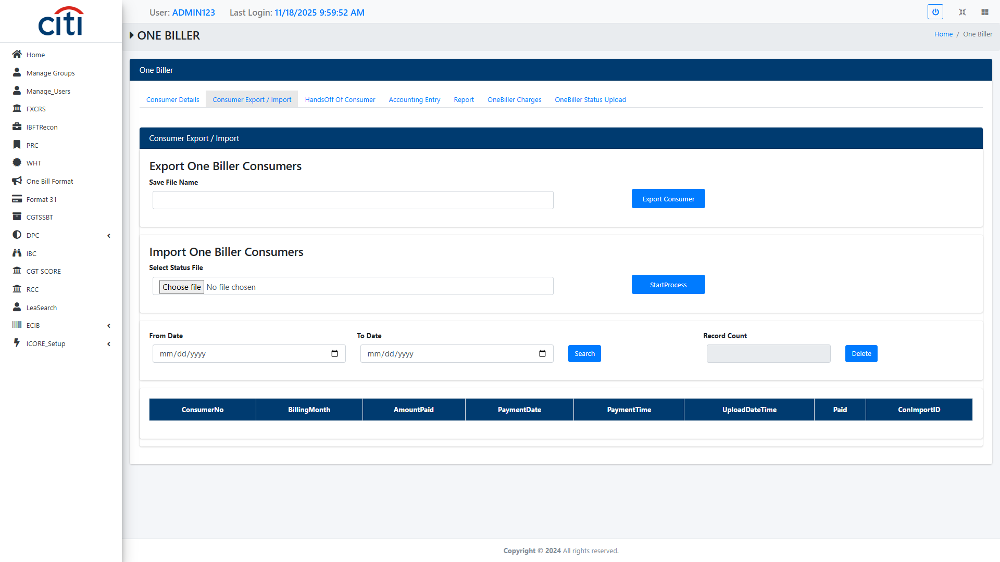 citi
User: ADMIN123 Last Login: 11/18/2025 9:59:52 AM
ONE BILLER
Home / One Biller
Home
Manage Groups
Manage_Users
FXCRS
IBFTRecon
PRC
WHT
One Bill Format
Format 31
CGTSSBT
DPC
IBC
CGT SCORE
RCC
LeaSearch
ECIB
ICORE_Setup
One Biller
Consumer Details Consumer Export / Import HandsOff Of Consumer Accounting Entry Report OneBiller Charges OneBiller Status Upload
Consumer Export / Import
Export One Biller Consumers
Save File Name
Export Consumer
Import One Biller Consumers
Select Status File
Choose file No file chosen
StartProcess
From Date To Date Record Count
mm/dd/yyyy mm/dd/yyyy Search Delete
ConsumerNo BillingMonth AmountPaid PaymentDate PaymentTime UploadDateTime Paid ConImportID
Copyright © 2024 All rights reserved.